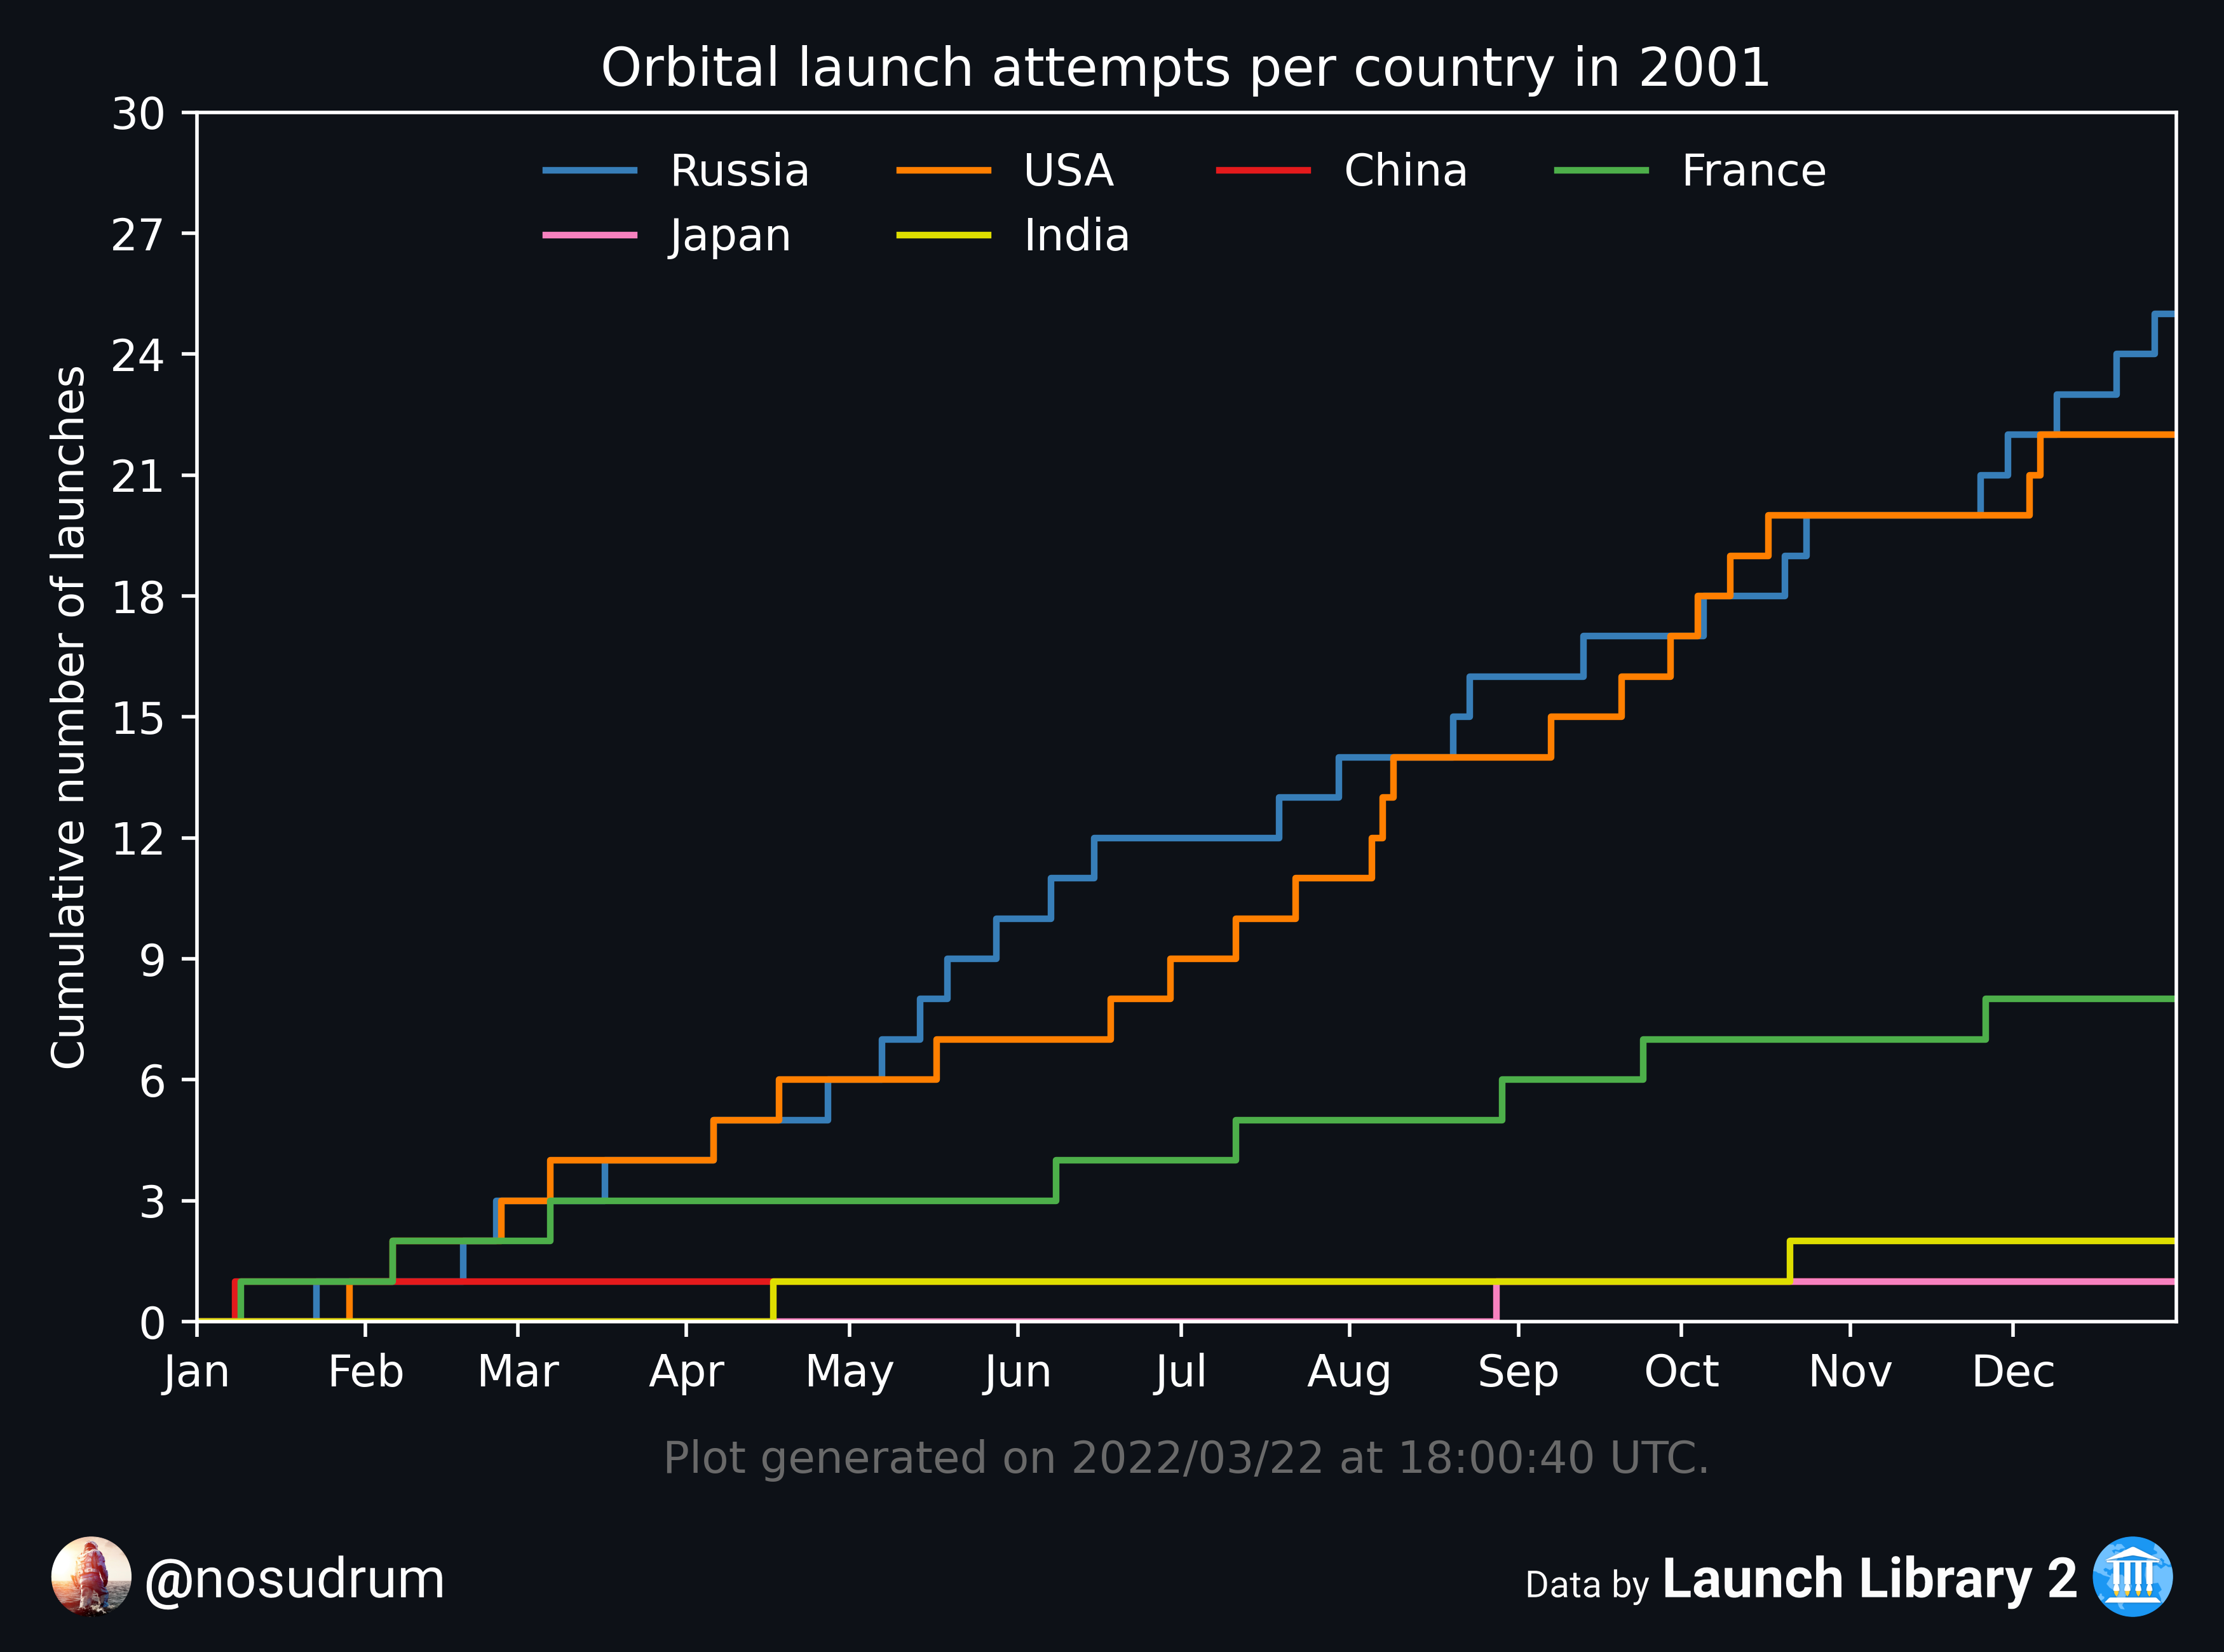 Orbital launch attempts per country in 2001
30
Russia USA China France
27
Japan India
24
21
18
15
12
9
6
3
0
Cumulative number of launches
Jan Feb Mar Apr May Jun Jul Aug Sep Oct Nov Dec
Plot generated on 2022/03/22 at 18:00:40 UTC.
@nosudrum
Data by Launch Library 2